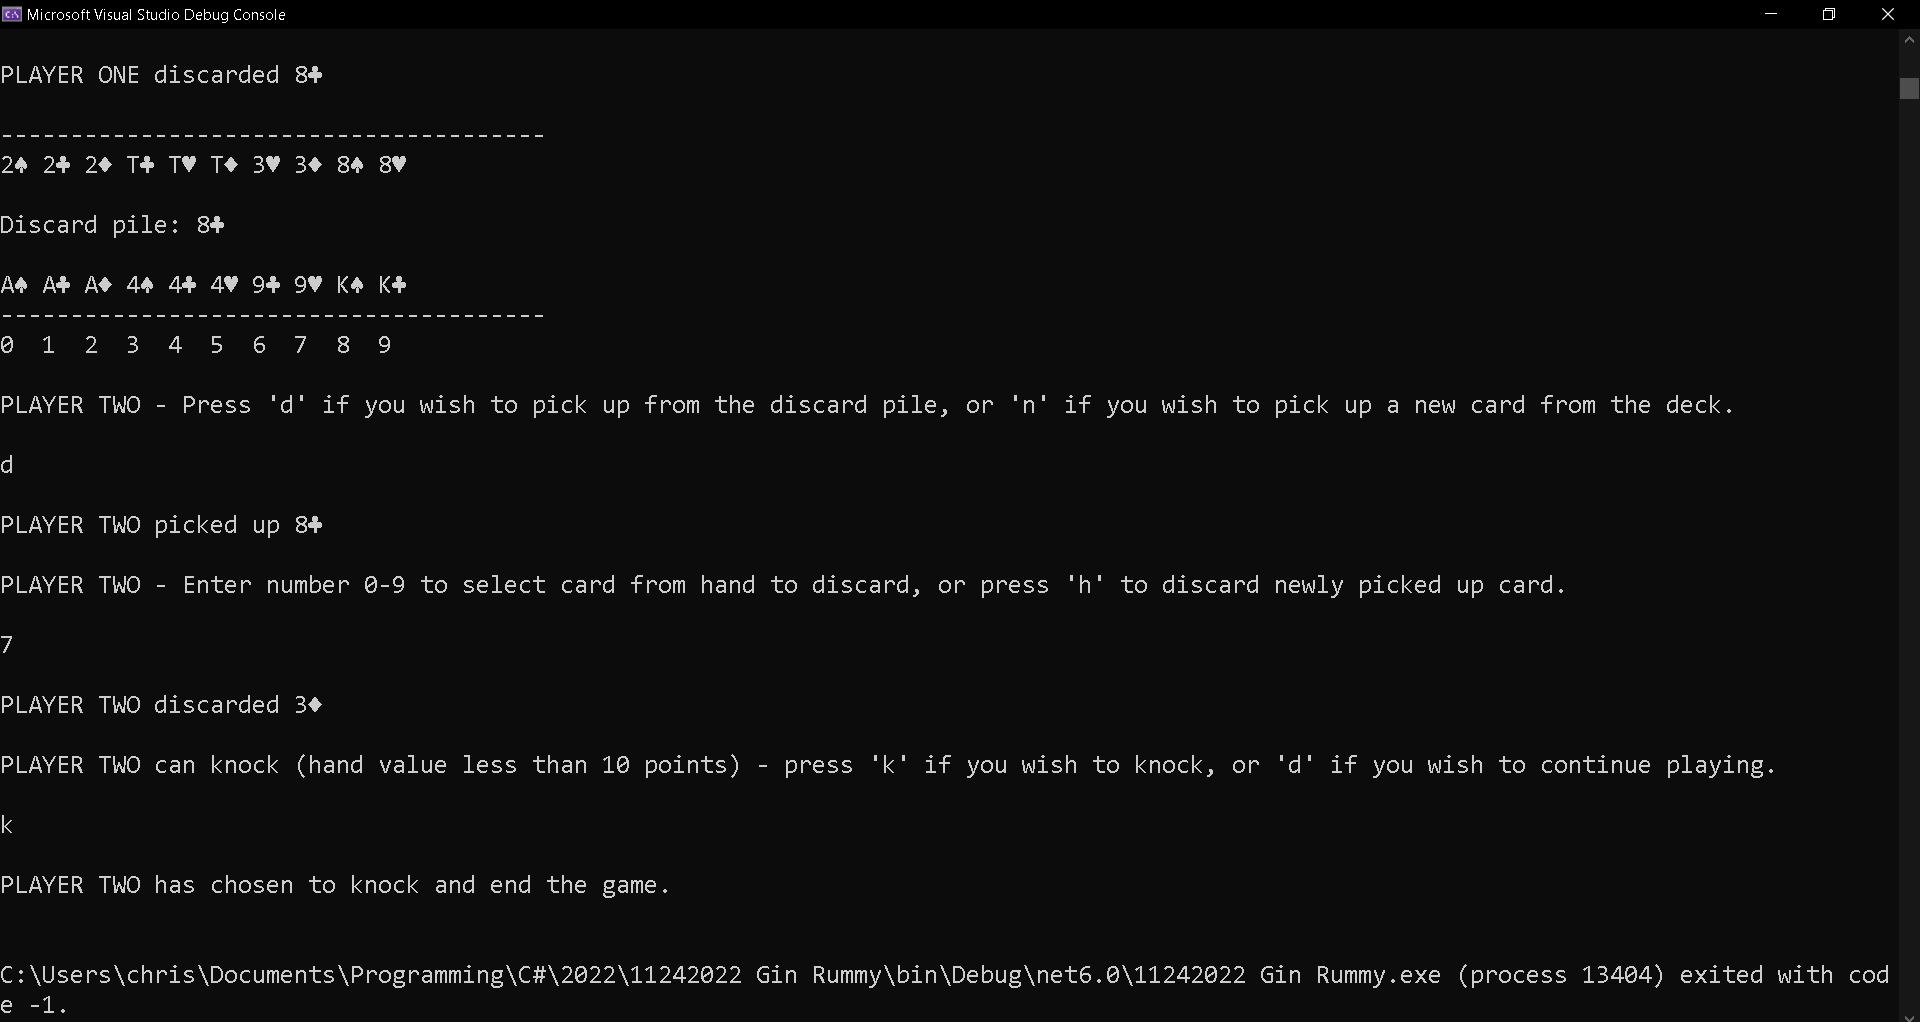 Microsoft Visual Studio Debug Console
PLAYER ONE discarded 8♣
---------------------------------------
2♠ 2♣ 2♦ T♣ T♥ T♦ 3♥ 3♦ 8♠ 8♥
Discard pile: 8♣
A♠ A♣ A♦ 4♠ 4♣ 4♥ 9♣ 9♥ K♠ K♣
---------------------------------------
0  1  2  3  4  5  6  7  8  9
PLAYER TWO - Press 'd' if you wish to pick up from the discard pile, or 'n' if you wish to pick up a new card from the deck.
d
PLAYER TWO picked up 8♣
PLAYER TWO - Enter number 0-9 to select card from hand to discard, or press 'h' to discard newly picked up card.
7
PLAYER TWO discarded 3♦
PLAYER TWO can knock (hand value less than 10 points) - press 'k' if you wish to knock, or 'd' if you wish to continue playing.
k
PLAYER TWO has chosen to knock and end the game.
C:\Users\chris\Documents\Programming\C#\2022\11242022 Gin Rummy\bin\Debug\net6.0\11242022 Gin Rummy.exe (process 13404) exited with cod
e -1.